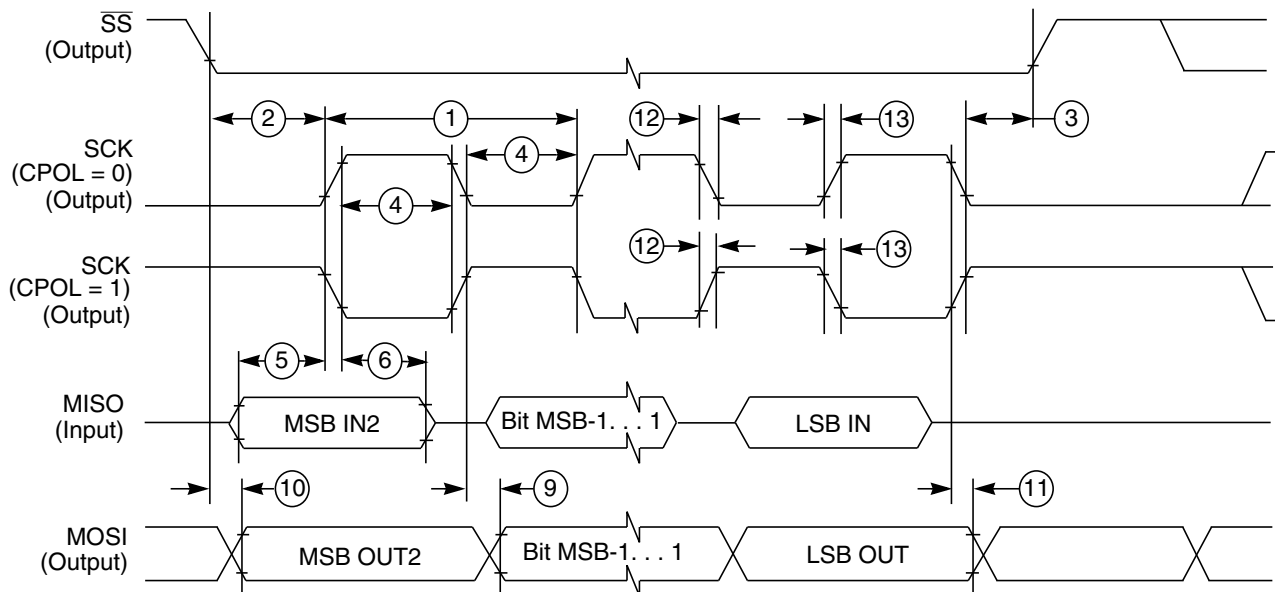 SS
(Output)
2
1
12
13
3
SCK
(CPOL = 0)
(Output)
4
4
12
13
SCK
(CPOL = 1)
(Output)
5
6
MISO
(Input)
MSB IN2
Bit MSB-1. . . 1
LSB IN
10
9
11
MOSI
(Output)
MSB OUT2
Bit MSB-1. . . 1
LSB OUT